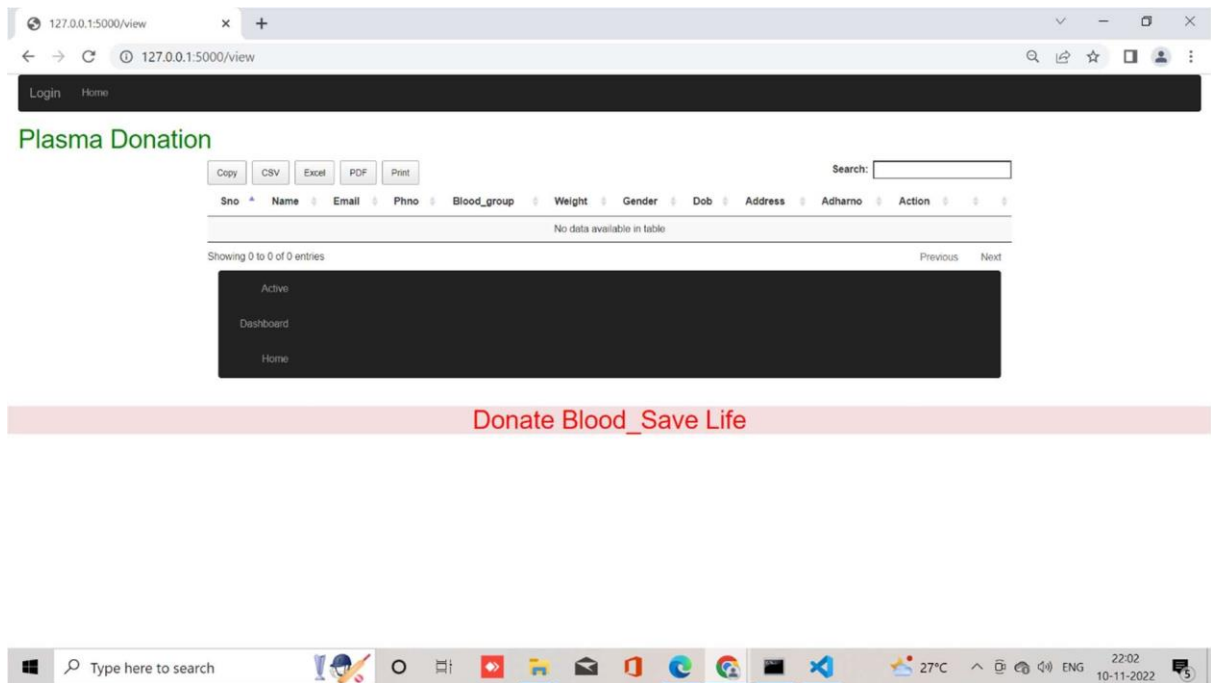 127.0.0.1:5000/view
127.0.0.1:5000/view
Login Home
Plasma Donation
Copy CSV Excel PDF Print Search:
Sno Name Email Phno Blood_group Weight Gender Dob Address Adharno Action
No data available in table
Showing 0 to 0 of 0 entries Previous Next
Active
Dashboard
Home
Donate Blood_Save Life
Type here to search 27°C ENG 22:02
10-11-2022 5